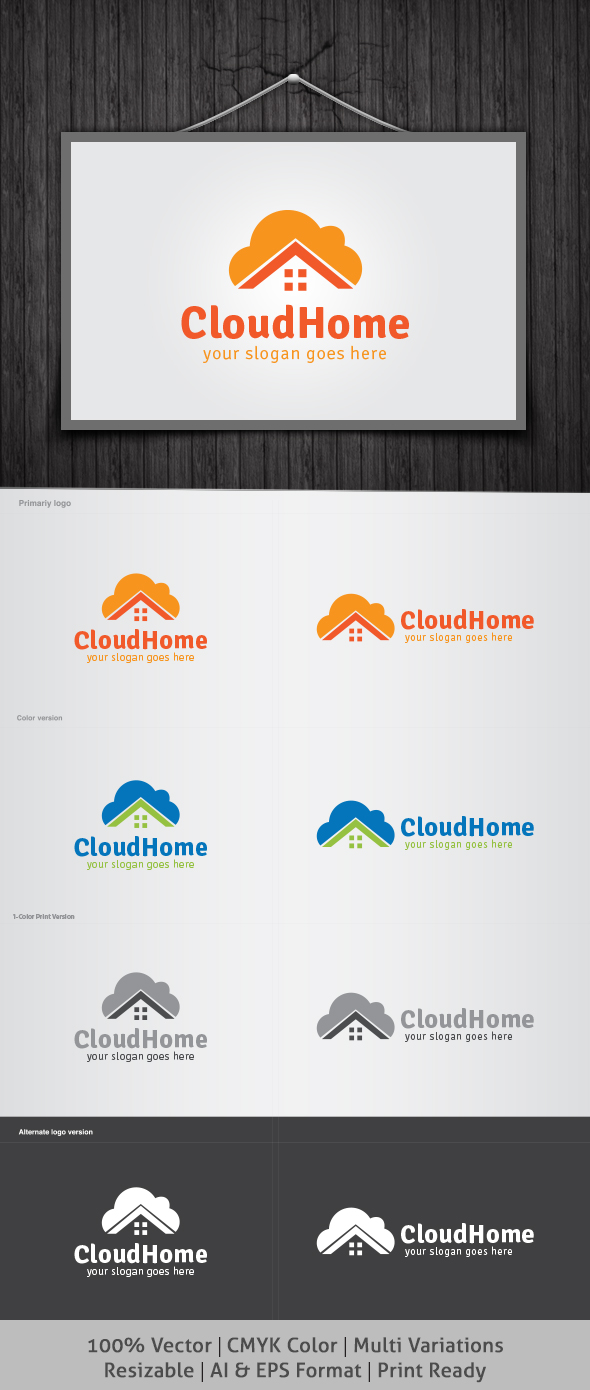 CloudHome
your slogan goes here
Primariy logo
CloudHome
your slogan goes here
CloudHome
your slogan goes here
Color version
CloudHome
your slogan goes here
CloudHome
your slogan goes here
1-Color Print Version
CloudHome
your slogan goes here
CloudHome
your slogan goes here
Alternate logo version
CloudHome
your slogan goes here
CloudHome
your slogan goes here
100% Vector | CMYK Color | Multi Variations
Resizable | AI & EPS Format | Print Ready